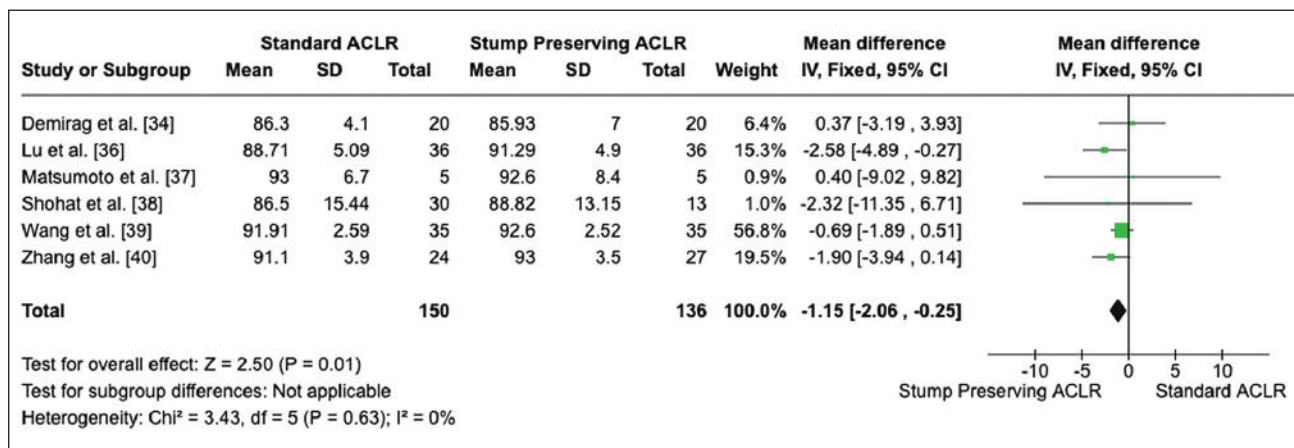 Standard ACLR Stump Preserving ACLR Mean difference Mean difference
Study or Subgroup Mean SD Total Mean SD Total Weight IV, Fixed, 95% CI IV, Fixed, 95% CI
Demirag et al. [34] 86.3 4.1 20 85.93 7 20 6.4% 0.37 [-3.19 , 3.93]
Lu et al. [36] 88.71 5.09 36 91.29 4.9 36 15.3% -2.58 [-4.89 , -0.27]
Matsumoto et al. [37] 93 6.7 5 92.6 8.4 5 0.9% 0.40 [-9.02 , 9.82]
Shohat et al. [38] 86.5 15.44 30 88.82 13.15 13 1.0% -2.32 [-11.35 , 6.71]
Wang et al. [39] 91.91 2.59 35 92.6 2.52 35 56.8% -0.69 [-1.89 , 0.51]
Zhang et al. [40] 91.1 3.9 24 93 3.5 27 19.5% -1.90 [-3.94 , 0.14]
Total 150 136 100.0% -1.15 [-2.06 , -0.25]
Test for overall effect: Z = 2.50 (P = 0.01)
Test for subgroup differences: Not applicable
Heterogeneity: Chi² = 3.43, df = 5 (P = 0.63); I² = 0%
-10 -5 0 5 10
Stump Preserving ACLR Standard ACLR